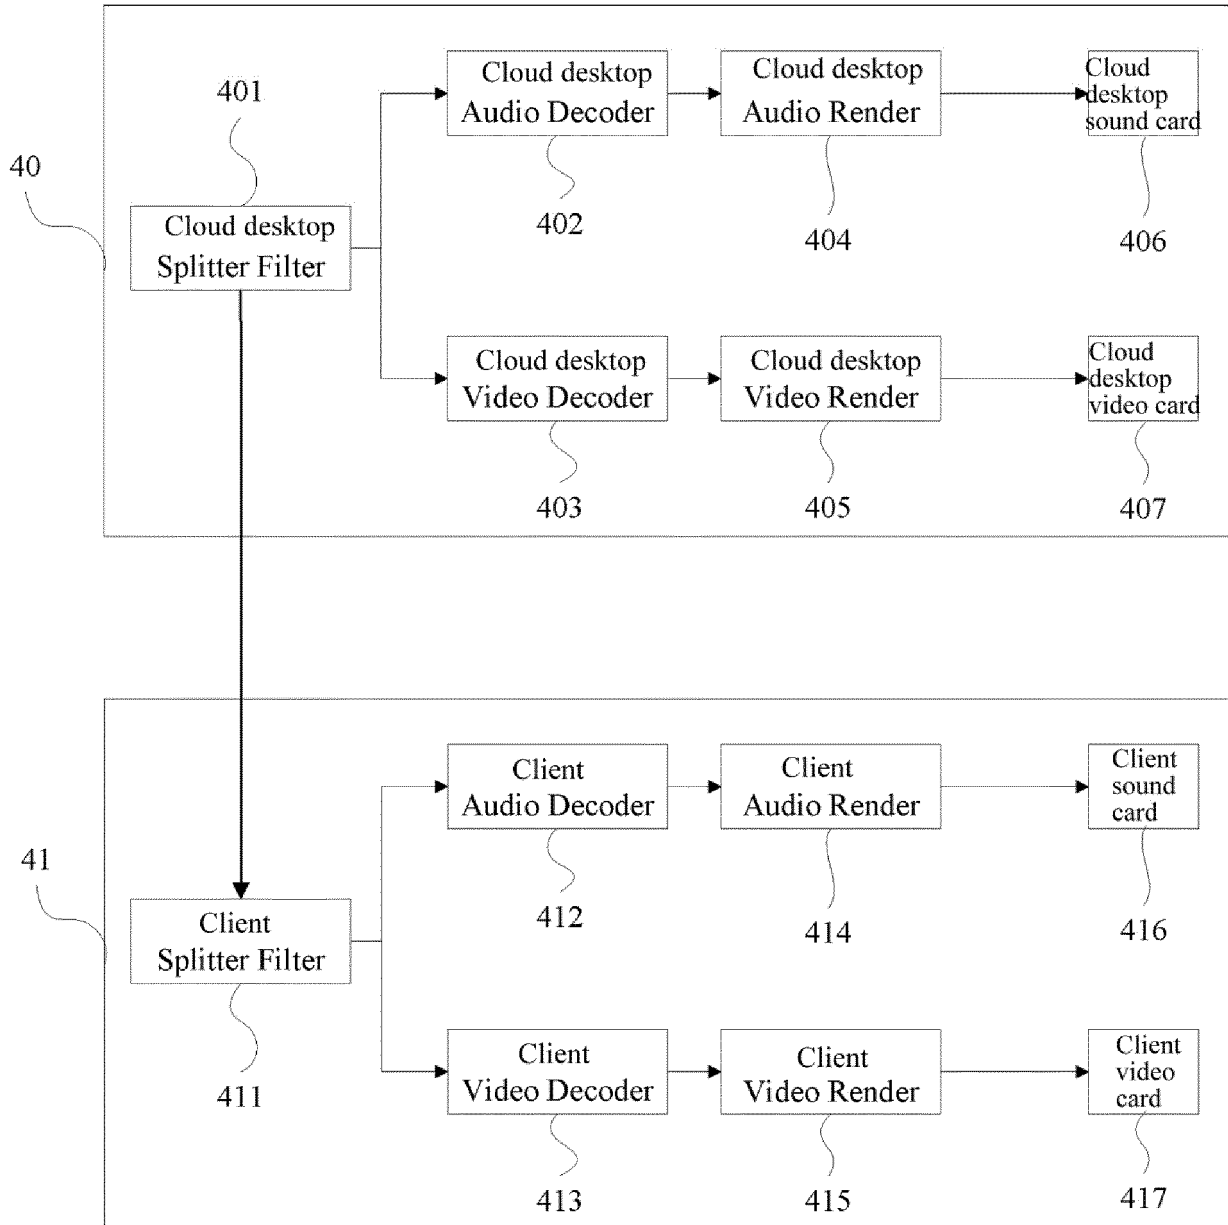 40
401
Cloud desktop
Splitter Filter
Cloud desktop
Audio Decoder
402
Cloud desktop
Audio Render
404
Cloud
desktop
sound card
406
Cloud desktop
Video Decoder
403
Cloud desktop
Video Render
405
Cloud
desktop
video card
407
41
Client
Splitter Filter
411
Client
Audio Decoder
412
Client
Audio Render
414
Client
sound
card
416
Client
Video Decoder
413
Client
Video Render
415
Client
video
card
417